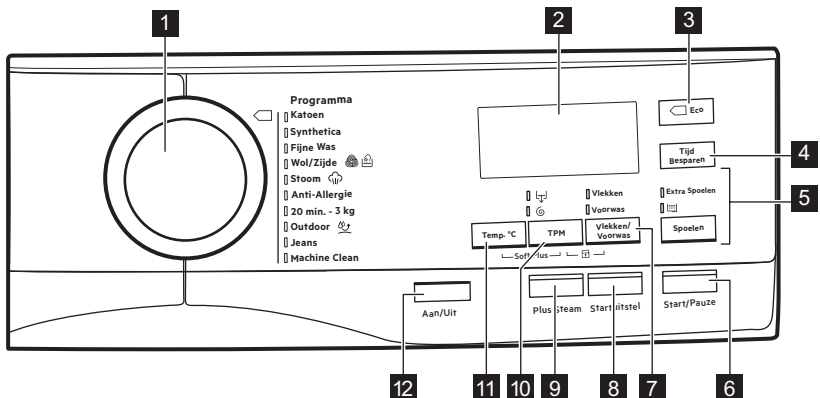 1
2
3
Programma
Katoen
Synthetica
Fijne Was
Wol/Zijde
Stoom
Anti-Allergie
20 min. - 3 kg
Outdoor
Jeans
Machine Clean
Eco
Tijd
Besparen
4
5
Vlekken
Voorwas
Extra Spoelen
Temp. °C
TPM
Vlekken/
Voorwas
Spoelen
Soft Plus
Aan/Uit
Plus Steam
Startuitstel
Start/Pauze
12
11
10
9
8
7
6